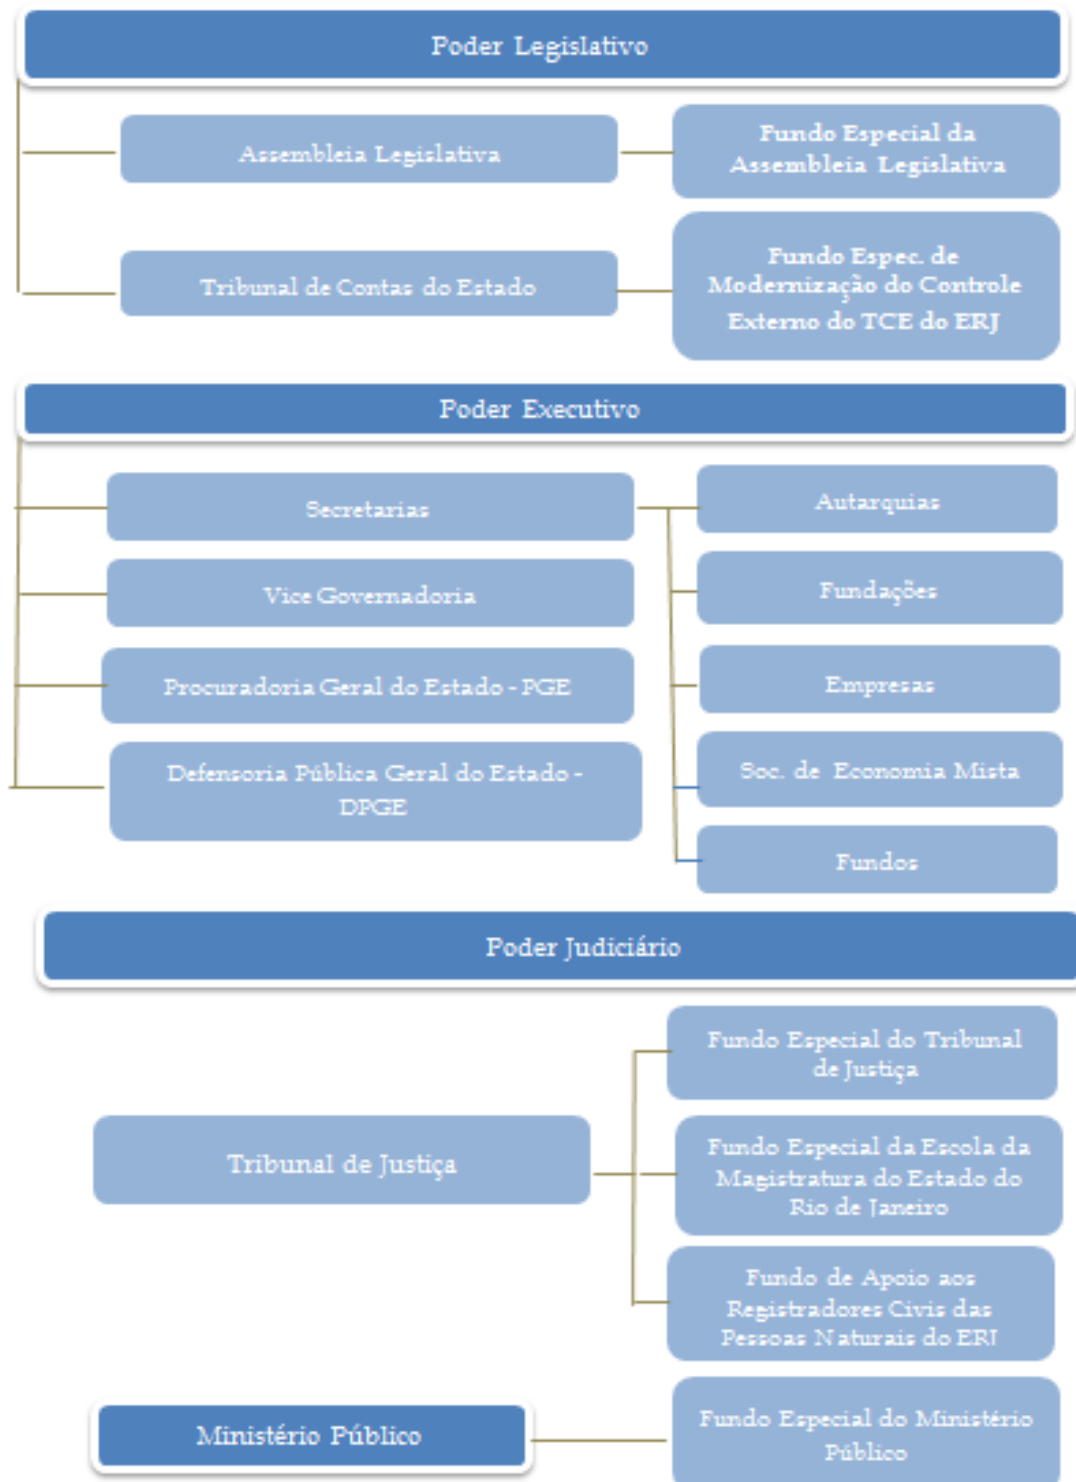 Poder Legislativo
Assembleia Legislativa
Fundo Especial da
Assembleia Legislativa
Tribunal de Contas do Estado
Fundo Espec. de
Modernização do Controle
Externo do TCE do ERJ
Poder Executivo
Secretarias
Autarquias
Vice Governadoria
Fundações
Procuradoria Geral do Estado - PGE
Empresas
Defensoria Pública Geral do Estado -
DPGE
Soc. de Economia Mista
Fundos
Poder Judiciário
Tribunal de Justiça
Fundo Especial do Tribunal
de Justiça
Fundo Especial da Escola da
Magistratura do Estado do
Rio de Janeiro
Fundo de Apoio aos
Registradores Civis das
Pessoas Naturais do ERJ
Ministério Público
Fundo Especial do Ministério
Público